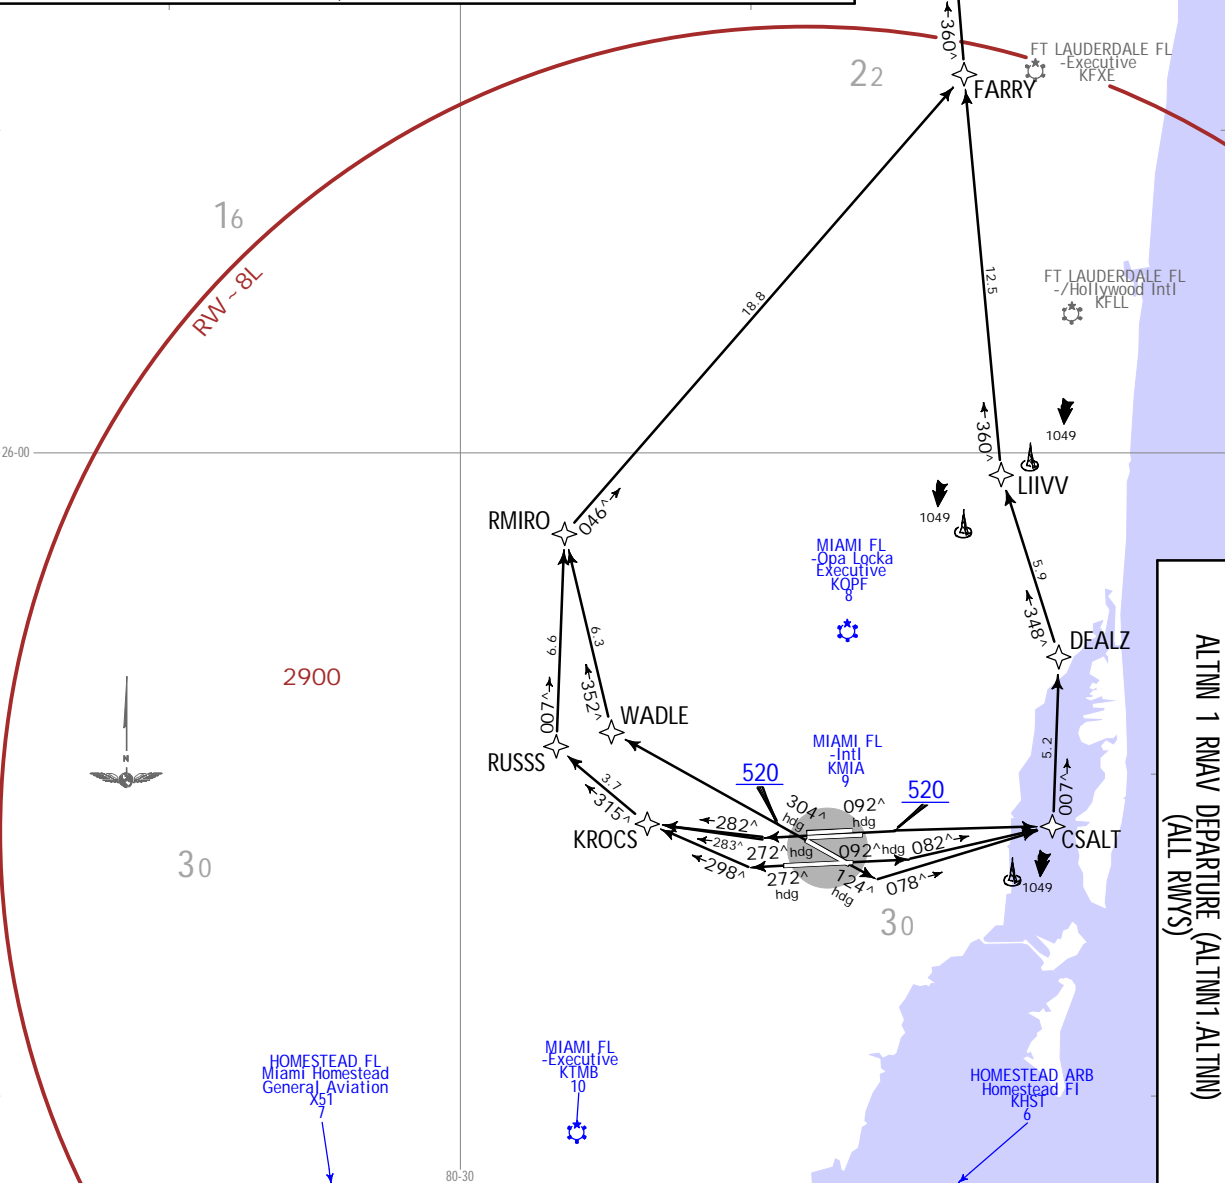 360^
FT LAUDERDALE FL
-Executive
KFXE
22
FARRY
16
RW ~ 8L
12.5
FT LAUDERDALE FL
-/Hollywood Intl
KFLL
18.8
1049
360^
26-00
LIIVV
RMIRO
046^
1049
MIAMI FL
-Opa Locka
Executive
KOPF
8
5.9
348^
DEALZ
6.6
6.3
2900
352^
007^
WADLE
N
RUSSS
MIAMI FL
-Intl
KMIA
9
5.2
007^
520
520
3.7
315^
304^
hdg
092^
hdg
282^
KROCS
283^
272^hdg
092^hdg
082^
CSALT
298^
272^
hdg
124^
hdg
078^
1049
30
30
ALTNN 1 RNAV DEPARTURE (ALTNN1.ALTNN)
(ALL RWYS)
HOMESTEAD FL
Miami Homestead
General Aviation
X51
7
MIAMI FL
-Executive
KTMB
10
HOMESTEAD ARB
Homestead Fl
KHST
6
80-30